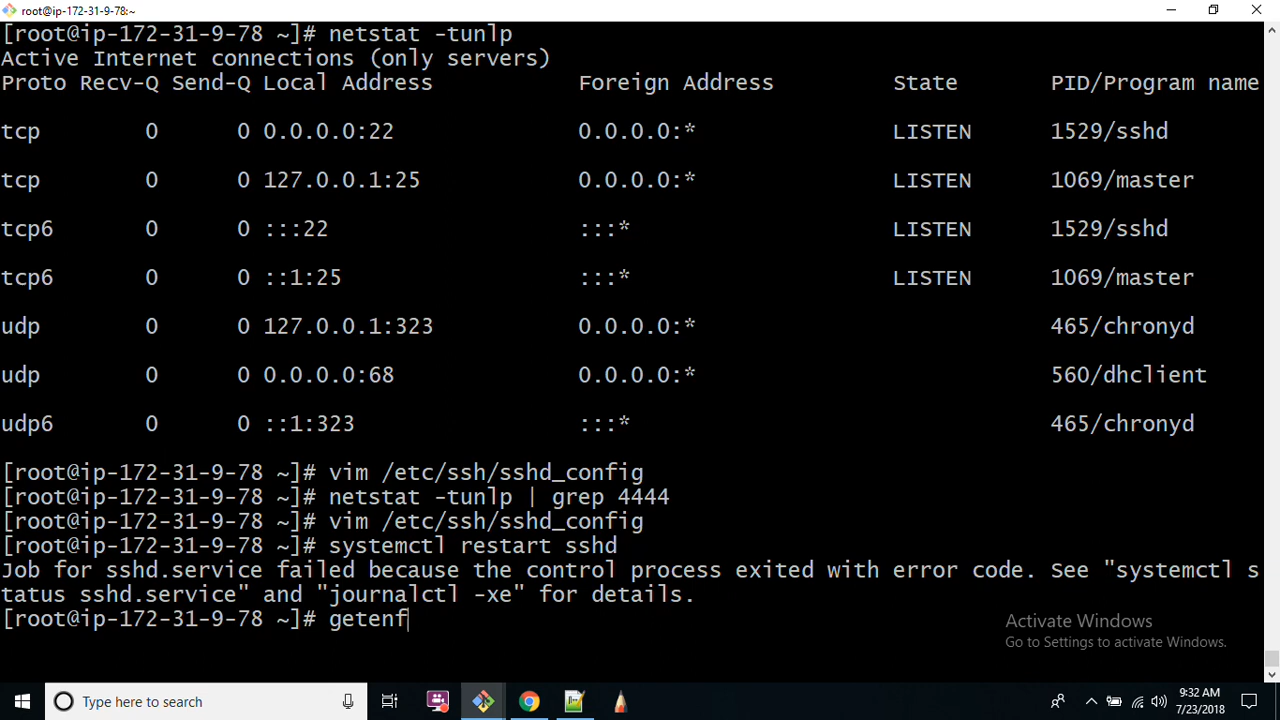 root@ip-172-31-9-78:~
[root@ip-172-31-9-78 ~]# netstat -tunlp
Active Internet connections (only servers)
Proto Recv-Q Send-Q Local Address           Foreign Address         State       PID/Program name
tcp        0      0 0.0.0.0:22              0.0.0.0:*               LISTEN      1529/sshd
tcp        0      0 127.0.0.1:25            0.0.0.0:*               LISTEN      1069/master
tcp6       0      0 :::22                   :::*                    LISTEN      1529/sshd
tcp6       0      0 ::1:25                  :::*                    LISTEN      1069/master
udp        0      0 127.0.0.1:323           0.0.0.0:*                           465/chronyd
udp        0      0 0.0.0.0:68              0.0.0.0:*                           560/dhclient
udp6       0      0 ::1:323                 :::*                                465/chronyd
[root@ip-172-31-9-78 ~]# vim /etc/ssh/sshd_config
[root@ip-172-31-9-78 ~]# netstat -tunlp | grep 4444
[root@ip-172-31-9-78 ~]# vim /etc/ssh/sshd_config
[root@ip-172-31-9-78 ~]# systemctl restart sshd
Job for sshd.service failed because the control process exited with error code. See "systemctl s
tatus sshd.service" and "journalctl -xe" for details.
[root@ip-172-31-9-78 ~]# getenf
Activate Windows
Go to Settings to activate Windows.
Type here to search
9:32 AM
7/23/2018